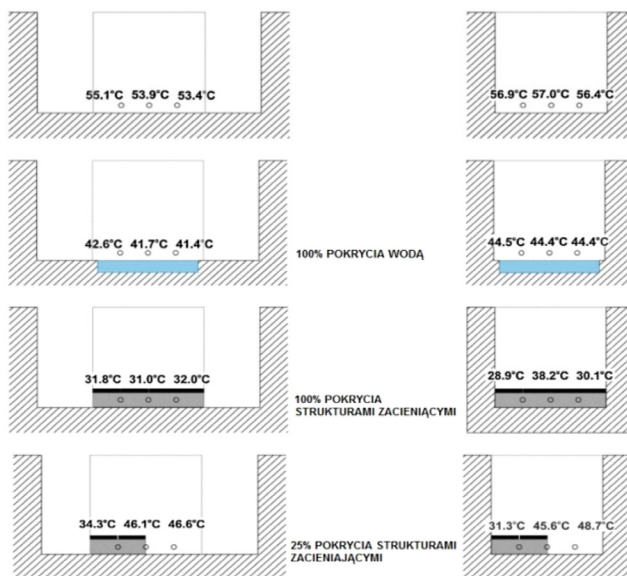 55.1°C 53.9°C 53.4°C
56.9°C 57.0°C 56.4°C
42.6°C 41.7°C 41.4°C
100% POKRYCIA WODĄ
44.5°C 44.4°C 44.4°C
31.8°C 31.0°C 32.0°C
100% POKRYCIA
STRUKTURAMI ZACIENIĄCYMI
28.9°C 38.2°C 30.1°C
34.3°C 46.1°C 46.6°C
25% POKRYCIA STRUKTURAMI
ZACIENIAJĄCYMI
31.3°C 45.6°C 48.7°C